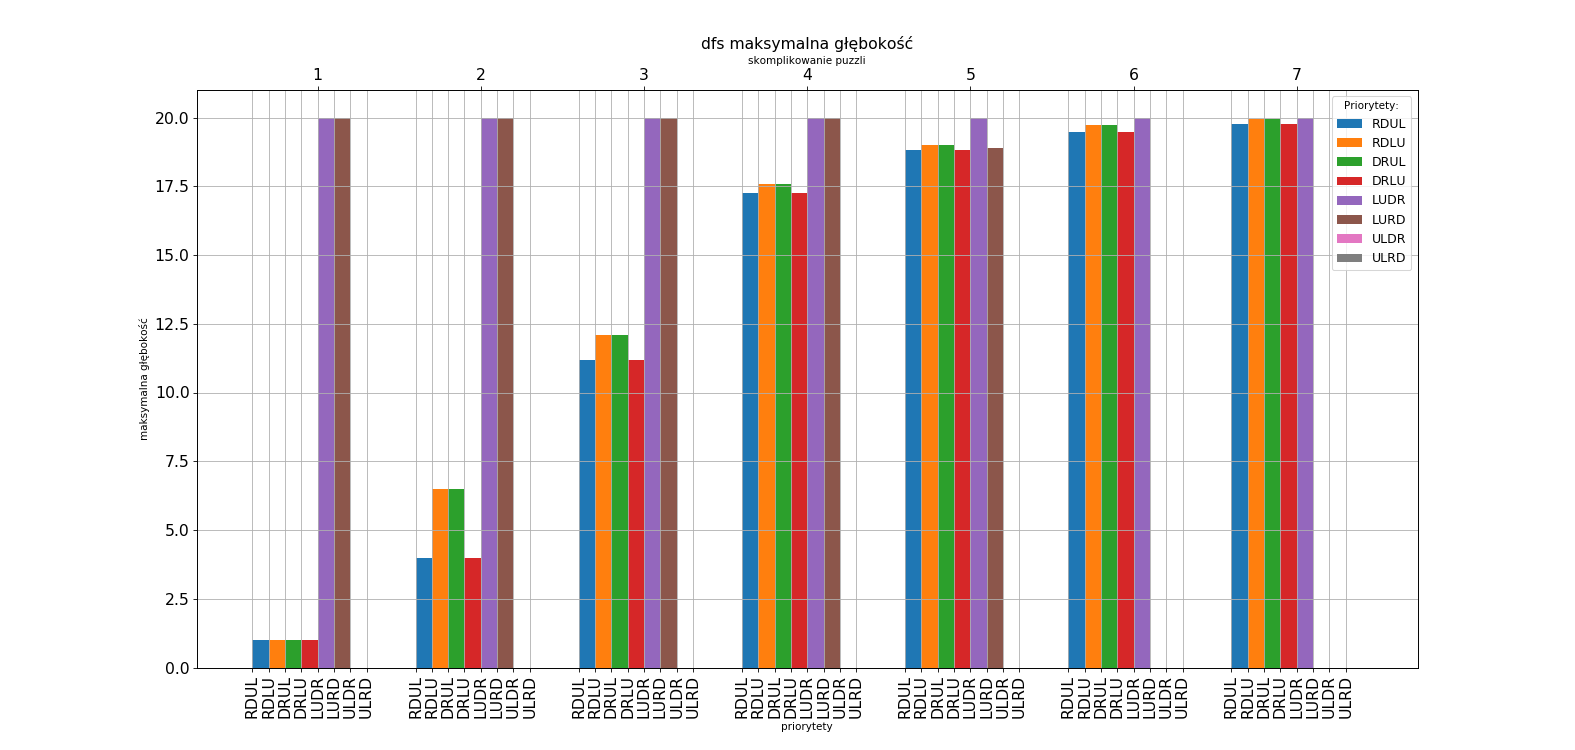 dfs maksymalna głębokość
skomplikowanie puzzli
1 2 3 4 5 6 7
Priorytety:
RDUL
RDLU
DRUL
DRLU
LUDR
LURD
ULDR
ULRD
maksymalna głębokość
20.0
17.5
15.0
12.5
10.0
7.5
5.0
2.5
0.0
RDUL RDLU DRUL DRLU LUDR LURD ULDR ULRD RDUL RDLU DRUL DRLU LUDR LURD ULDR ULRD RDUL RDLU DRUL DRLU LUDR LURD ULDR ULRD RDUL RDLU DRUL DRLU LUDR LURD ULDR ULRD RDUL RDLU DRUL DRLU LUDR LURD ULDR ULRD RDUL RDLU DRUL DRLU LUDR LURD ULDR ULRD RDUL RDLU DRUL DRLU LUDR LURD ULDR ULRD
priorytety